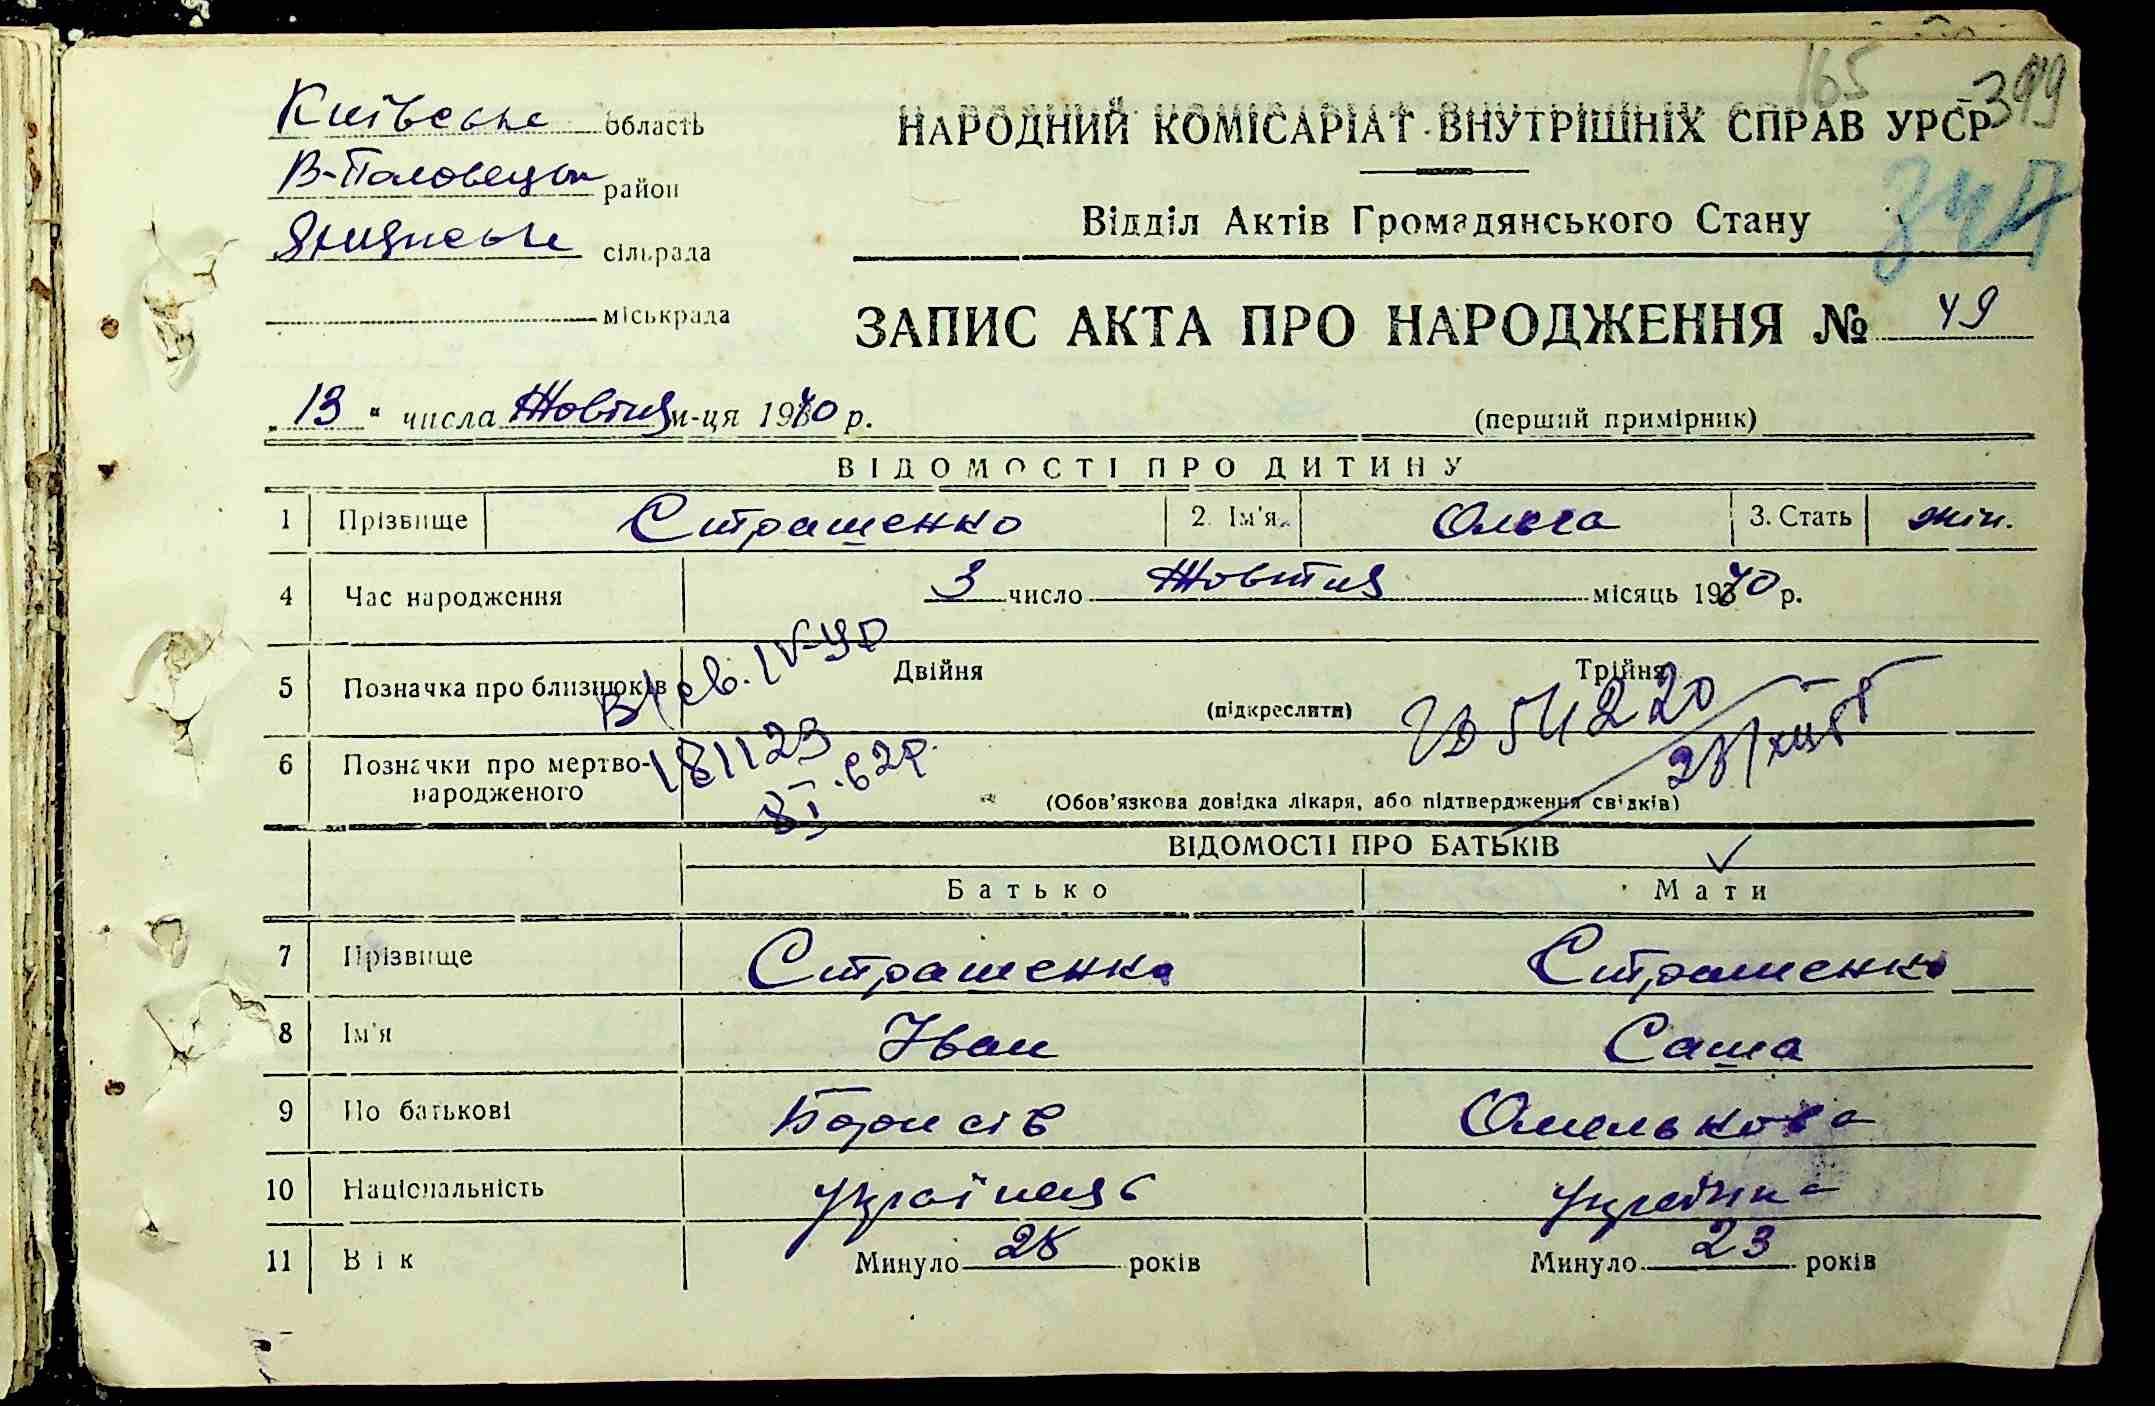 165 399
Київське область
НАРОДНИЙ КОМІСАРІАТ ВНУТРІШНІХ СПРАВ УРСР
В-Половецьк район
Відділ Актів Громадянського Стану
сільрада
міськрада
ЗАПИС АКТА ПРО НАРОДЖЕННЯ № 49
„13“ числа Жовтня м-ця 1940 р.
(перший примірник)
ВІДОМОСТІ ПРО ДИТИНУ
1 Прізвище Страшенко 2. Ім'я Ольга 3. Стать жін.
4 Час народження 3 число Жовтня місяць 1940 р.
5 Позначка про близнюків Двійня Трійня
(підкреслити)
6 Позначки про мертво-
народженого
(Обов'язкова довідка лікаря, або підтвердження свідків)
181123
542220
ВІДОМОСТІ ПРО БАТЬКІВ
Батько Мати
7 Прізвище Страшенко Страшенко
8 Ім'я Іван Саша
9 По батькові Борисів Омелькова
10 Національність українець українка
11 Вік Минуло 28 років Минуло 23 років